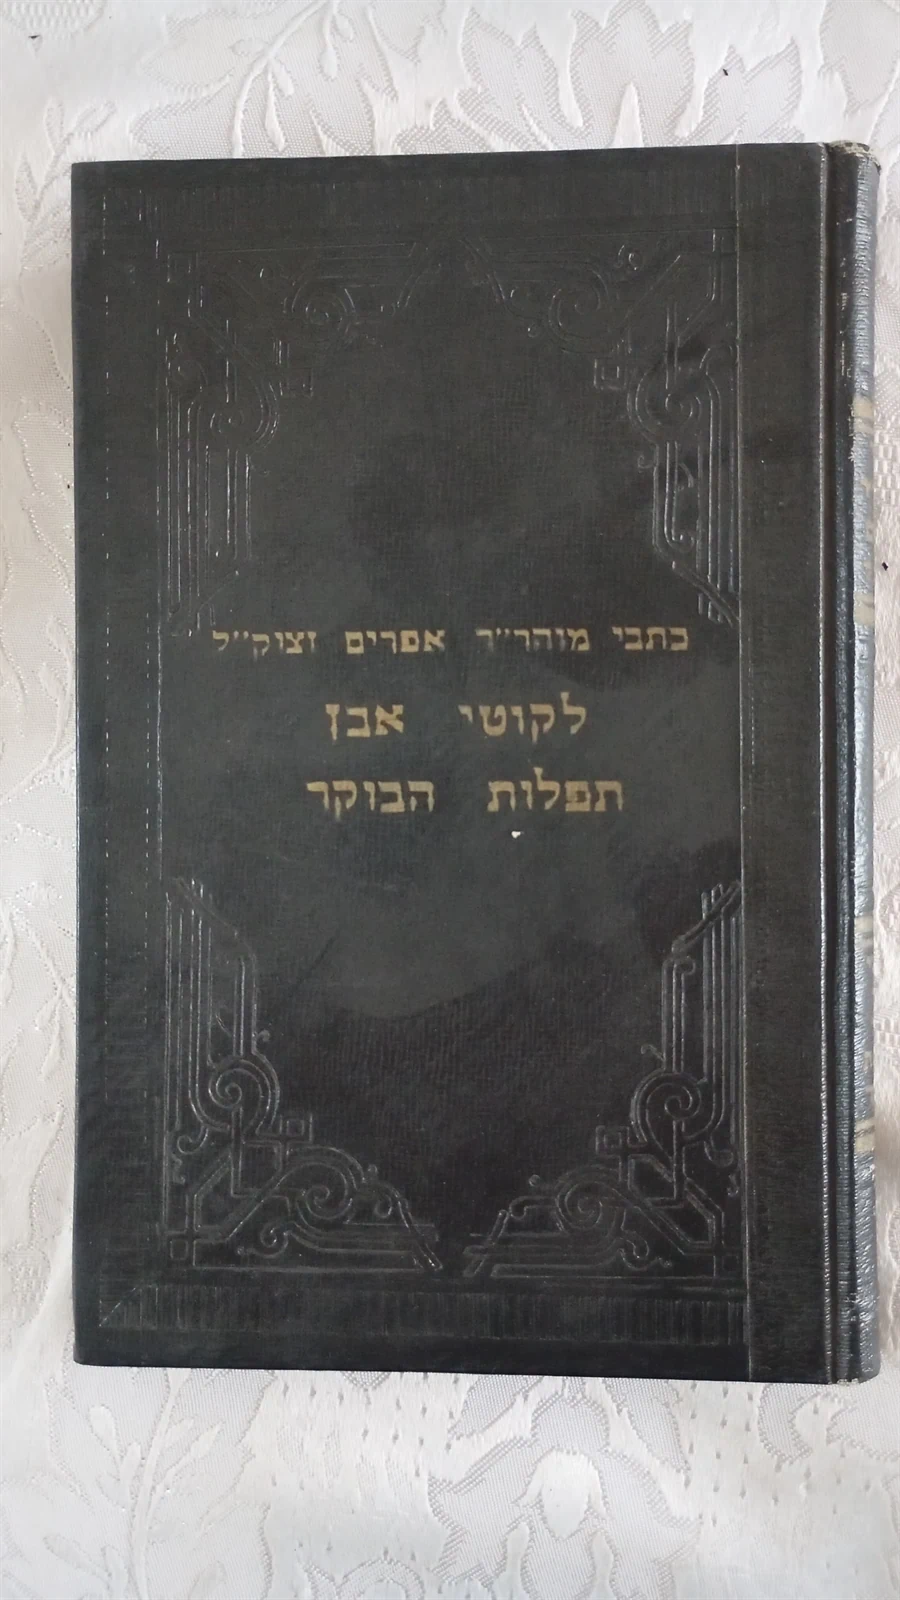 כתבי מוהר"ר אפרים זצוק"ל
לקוטי אבן
תפלות הבוקר